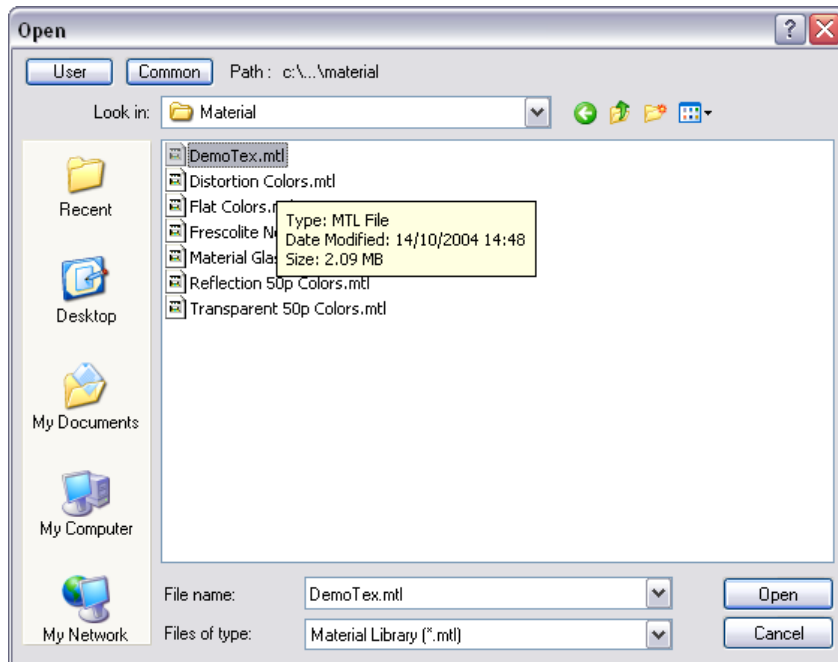 Open
User Common Path : c:\...\material
Look in: Material
DemoTex.mtl
Distortion Colors.mtl
Flat Colors.
Frescolite
Material
Reflection 50p Colors.mtl
Transparent 50p Colors.mtl
Type: MTL File
Date Modified: 14/10/2004 14:48
Size: 2.09 MB
Recent
Desktop
My Documents
My Computer
My Network
File name: DemoTex.mtl Open
Files of type: Material Library (*.mtl) Cancel